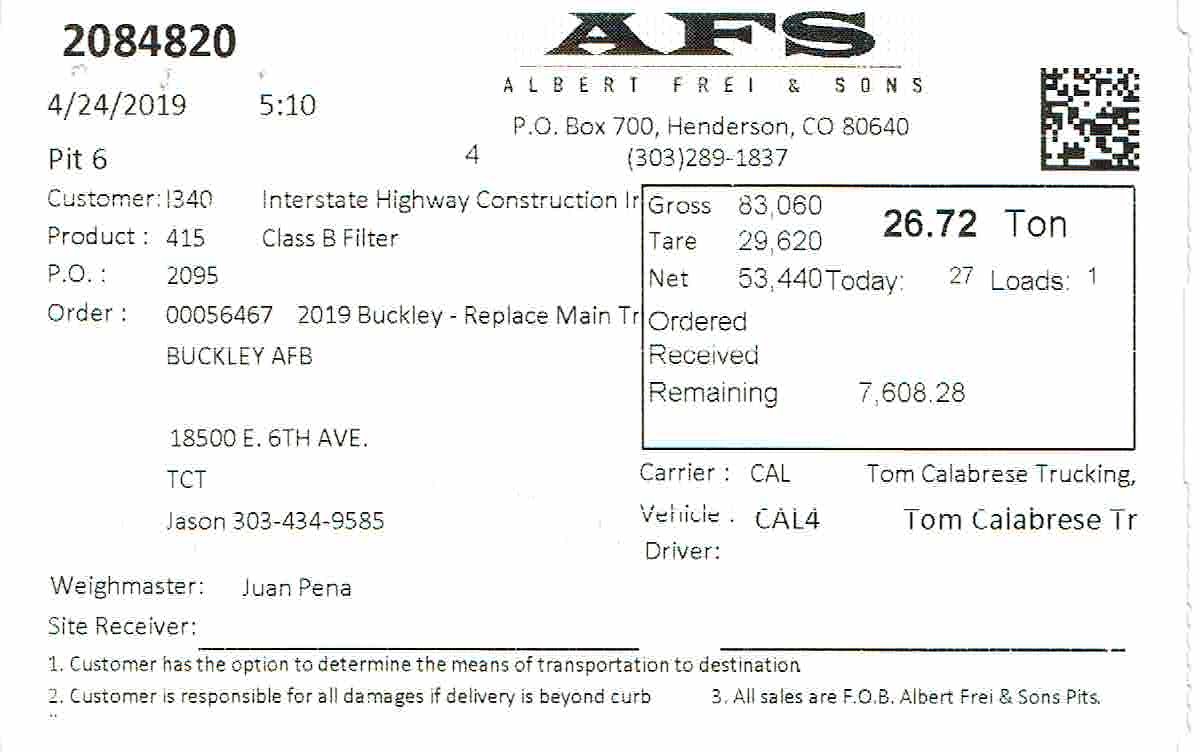 2084820
AFS
ALBERT FREI & SONS
4/24/2019 5:10
P.O. Box 700, Henderson, CO 80640
Pit 6 4 (303)289-1837
Customer: I340 Interstate Highway Construction Ir
Product : 415 Class B Filter
P.O. : 2095
Order : 00056467 2019 Buckley - Replace Main Tr
BUCKLEY AFB
18500 E. 6TH AVE.
TCT
Jason 303-434-9585
Gross 83,060 26.72 Ton
Tare 29,620
Net 53,440 Today: 27 Loads: 1
Ordered
Received
Remaining 7,608.28
Carrier : CAL Tom Calabrese Trucking,
Vehicle : CAL4 Tom Calabrese Tr
Driver:
Weighmaster: Juan Pena
Site Receiver:
1. Customer has the option to determine the means of transportation to destination
2. Customer is responsible for all damages if delivery is beyond curb 3. All sales are F.O.B. Albert Frei & Sons Pits.